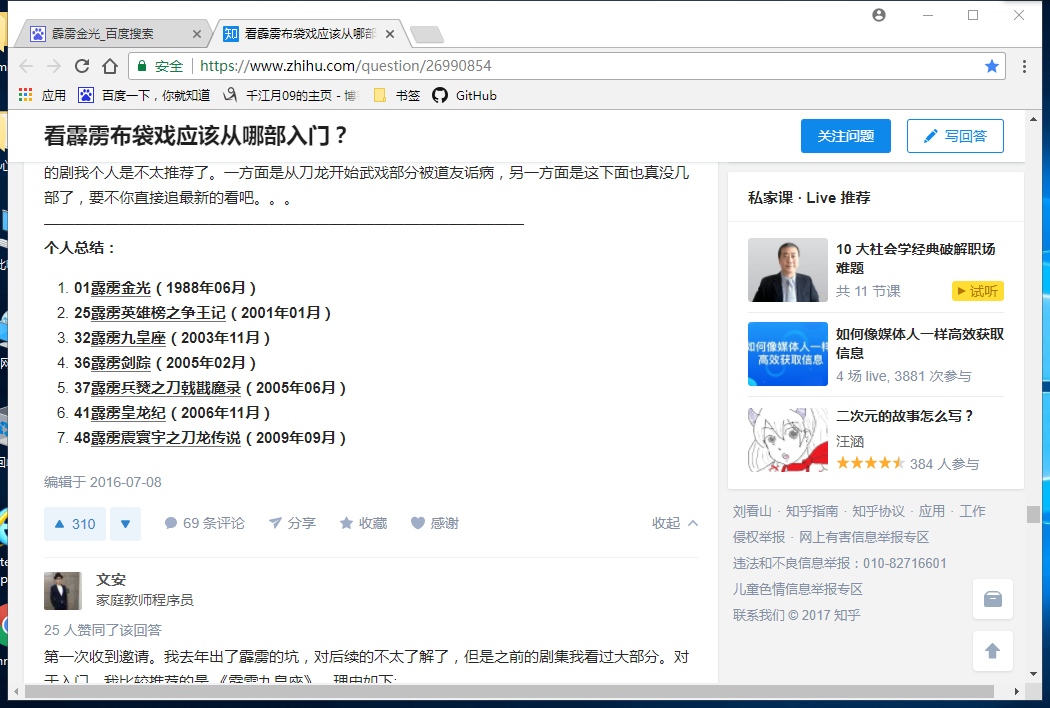 霹雳金光_百度搜索
知 看霹雳布袋戏应该从哪部
安全 https://www.zhihu.com/question/26990854
应用 百度一下，你就知道 千江月09的主页 - 博 书签 GitHub
看霹雳布袋戏应该从哪部入门？
关注问题
写回答
的剧我个人是不太推荐了。一方面是从刀龙开始武戏部分被道友诟病，另一方面是这下面也真没几
部了，要不你直接追最新的看吧。。。
个人总结：
1. 01霹雳金光（1988年06月）
2. 25霹雳英雄榜之争王记（2001年01月）
3. 32霹雳九皇座（2003年11月）
4. 36霹雳剑踪（2005年02月）
5. 37霹雳兵燹之刀戟戡魔录（2005年06月）
6. 41霹雳皇龙纪（2006年11月）
7. 48霹雳震寰宇之刀龙传说（2009年09月）
编辑于 2016-07-08
310 69 条评论 分享 收藏 感谢 收起
文安
家庭教师程序员
25 人赞同了该回答
第一次收到邀请。我去年出了霹雳的坑，对后续的不太了解了，但是之前的剧集我看过大部分。对
于入门，我比较推荐的是《霹雳九皇座》，理由如下:
私家课 · Live 推荐
10 大社会学经典破解职场
难题
共 11 节课 试听
如何像媒体人一样
高效获取信息
如何像媒体人一样高效获取
信息
4 场 live, 3881 次参与
二次元的故事怎么写？
汪涵
384 人参与
刘看山 · 知乎指南 · 知乎协议 · 应用 · 工作
侵权举报 · 网上有害信息举报专区
违法和不良信息举报：010-82716601
儿童色情信息举报专区
联系我们 © 2017 知乎